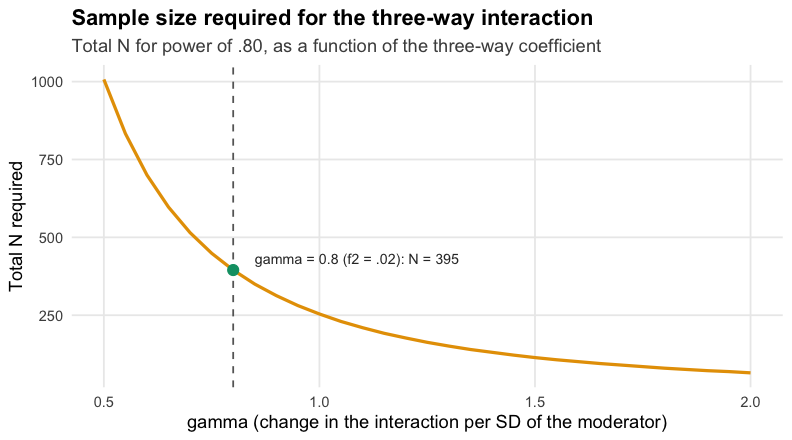 Sample size required for the three-way interaction
Total N for power of .80, as a function of the three-way coefficient
Total N required
1000
750
500
250
gamma = 0.8 (f2 = .02): N = 395
0.5 1.0 1.5 2.0
gamma (change in the interaction per SD of the moderator)